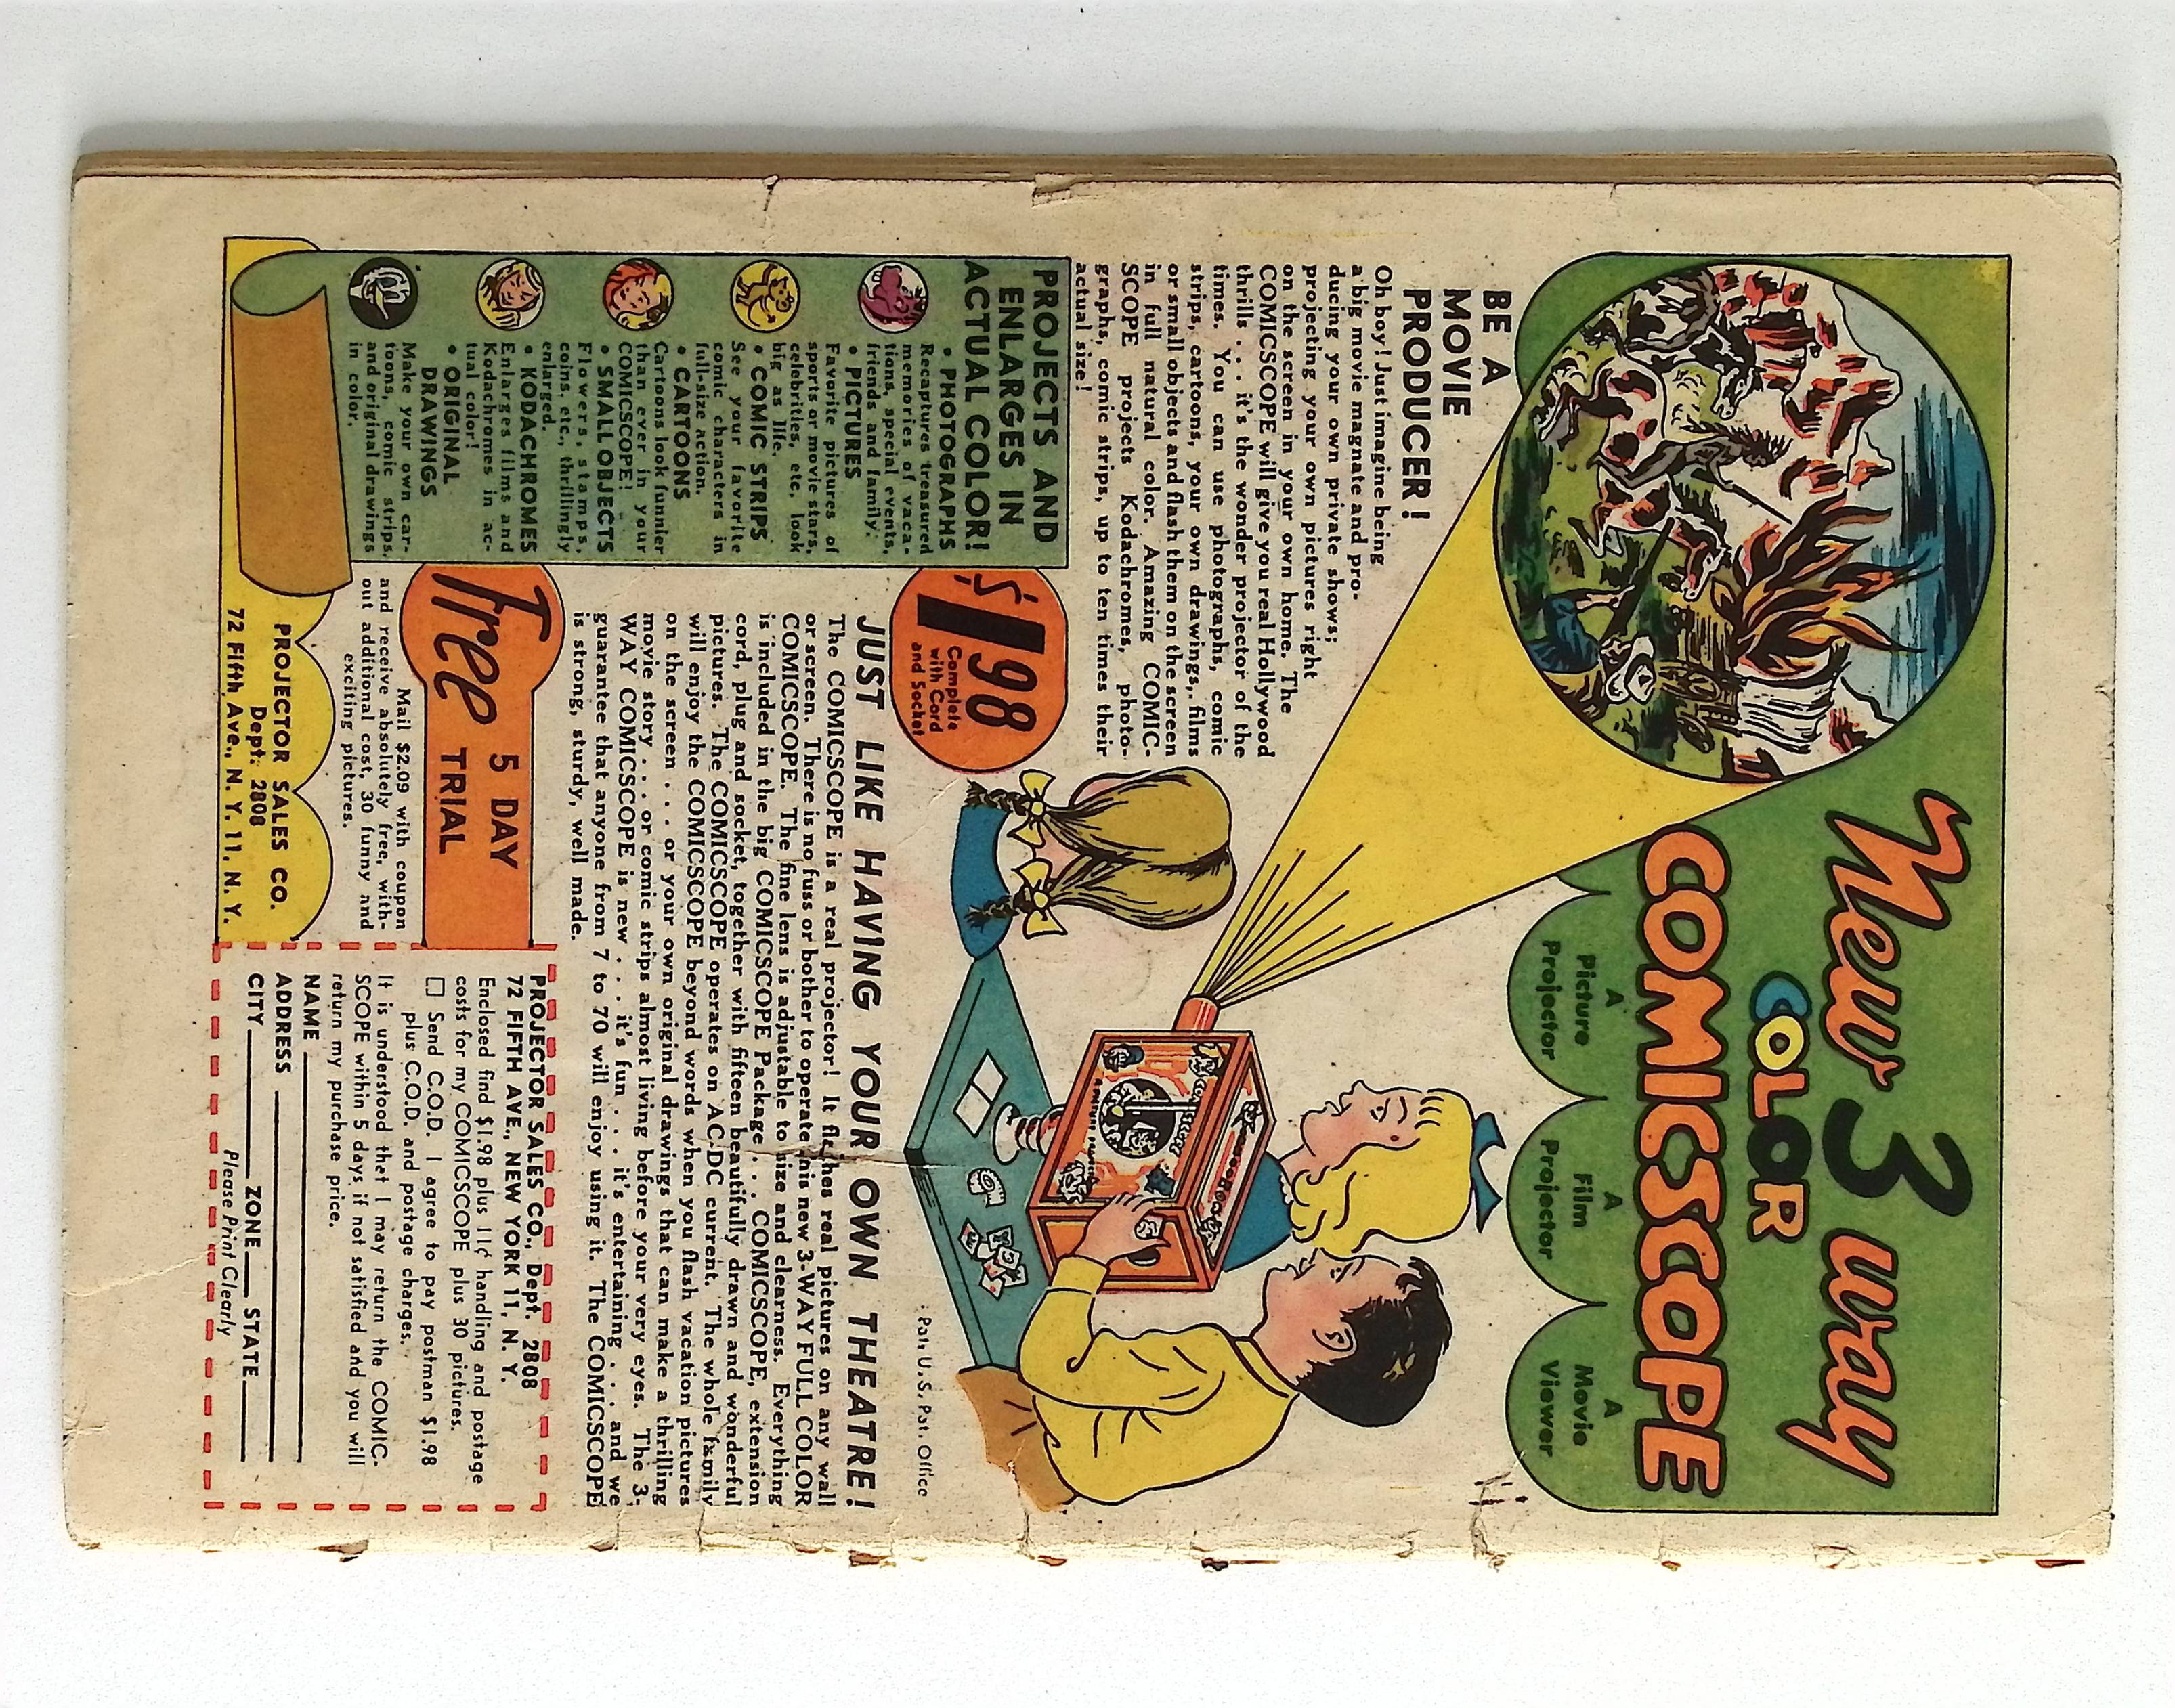 New 3 Way
COLOR
COMICSCOPE
A
Picture
Projector
A
Film
Projector
A
Movie
Viewer
BE A
MOVIE
PRODUCER!
Oh boy! Just imagine being
a big movie magnate and pro-
ducing your own private shows;
projecting your own pictures right
on the screen in your own home. The
COMICSCOPE will give you real Hollywood
thrills . . . it's the wonder projector of the
times. You can use photographs, comic
strips, cartoons, your own drawings, films
or small objects and flash them on the screen
in full natural color. Amazing COMIC-
SCOPE projects Kodachromes, photo-
graphs, comic strips, up to ten times their
actual size!
PROJECTS AND
ENLARGES IN
ACTUAL COLOR!
• PHOTOGRAPHS
Recaptures treasured
memories of vaca-
tions, special events,
friends and family.
• PICTURES
Favorite pictures of
sports or movie stars,
celebrities, etc. look
big as life.
• COMIC STRIPS
See your favorite
comic characters in
full-size action.
• CARTOONS
Cartoons look funnier
than ever in your
COMICSCOPE!
• SMALL OBJECTS
Flowers, stamps,
coins, etc., thrillingly
enlarged.
• KODACHROMES
Enlarges films and
Kodachromes in ac-
tual color!
• ORIGINAL
DRAWINGS
Make your own car-
toons, comic strips,
and original drawings
in color.
$198
Complete
with Cord
and Socket
Pat. U.S. Pat. Office
JUST LIKE HAVING YOUR OWN THEATRE!
The COMICSCOPE is a real projector! It flashes real pictures on any wall
or screen. There is no fuss or bother to operate this new 3-WAY FULL COLOR
COMICSCOPE. The fine lens is adjustable to size and clearness. Everything
is included in the big COMICSCOPE Package . . . COMICSCOPE, extension
cord, plug and socket, together with fifteen beautifully drawn and wonderful
pictures. The COMICSCOPE operates on AC-DC current. The whole family
will enjoy the COMICSCOPE beyond words when you flash vacation pictures
on the screen . . . or your own original drawings that can make a thrilling
movie story . . . or comic strips almost living before your very eyes. The 3-
WAY COMICSCOPE is new . . . it's fun . . . it's entertaining . . . and we
guarantee that anyone from 7 to 70 will enjoy using it. The COMICSCOPE
is strong, sturdy, well made.
Free 5 DAY
TRIAL
Mail $2.09 with coupon
and receive absolutely free, with-
out additional cost, 30 funny and
exciting pictures.
PROJECTOR SALES CO.
Dept. 2808
72 Fifth Ave., N. Y. 11, N. Y.
PROJECTOR SALES CO., Dept. 2808
72 FIFTH AVE., NEW YORK 11, N. Y.
Enclosed find $1.98 plus 11¢ handling and postage
costs for my COMICSCOPE plus 30 pictures.
☐ Send C.O.D. I agree to pay postman $1.98
plus C.O.D. and postage charges.
It is understood that I may return the COMIC-
SCOPE within 5 days if not satisfied and you will
return my purchase price.
NAME
ADDRESS
CITY ZONE STATE
Please Print Clearly